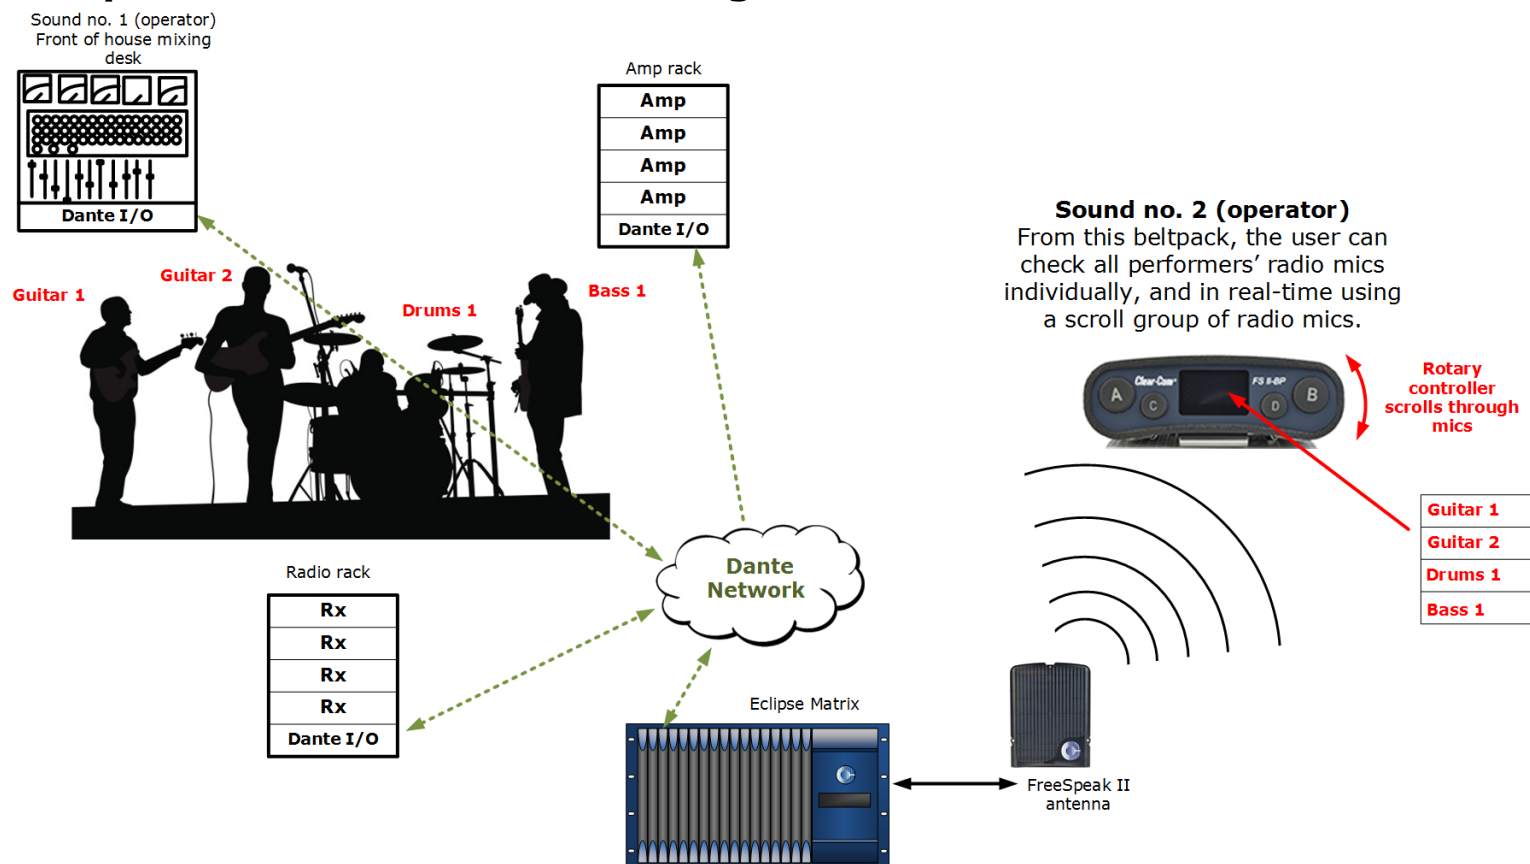 Sound no. 1 (operator)
Front of house mixing
desk
Dante I/O
Amp rack
Amp
Amp
Amp
Amp
Dante I/O
Guitar 1
Guitar 2
Drums 1
Bass 1
Sound no. 2 (operator)
From this beltpack, the user can
check all performers’ radio mics
individually, and in real-time using
a scroll group of radio mics.
A
Clear-Com
C
FS II-BP
D
B
Rotary
controller
scrolls through
mics
Guitar 1
Guitar 2
Drums 1
Bass 1
Dante
Network
Radio rack
Rx
Rx
Rx
Rx
Dante I/O
Eclipse Matrix
FreeSpeak II
antenna